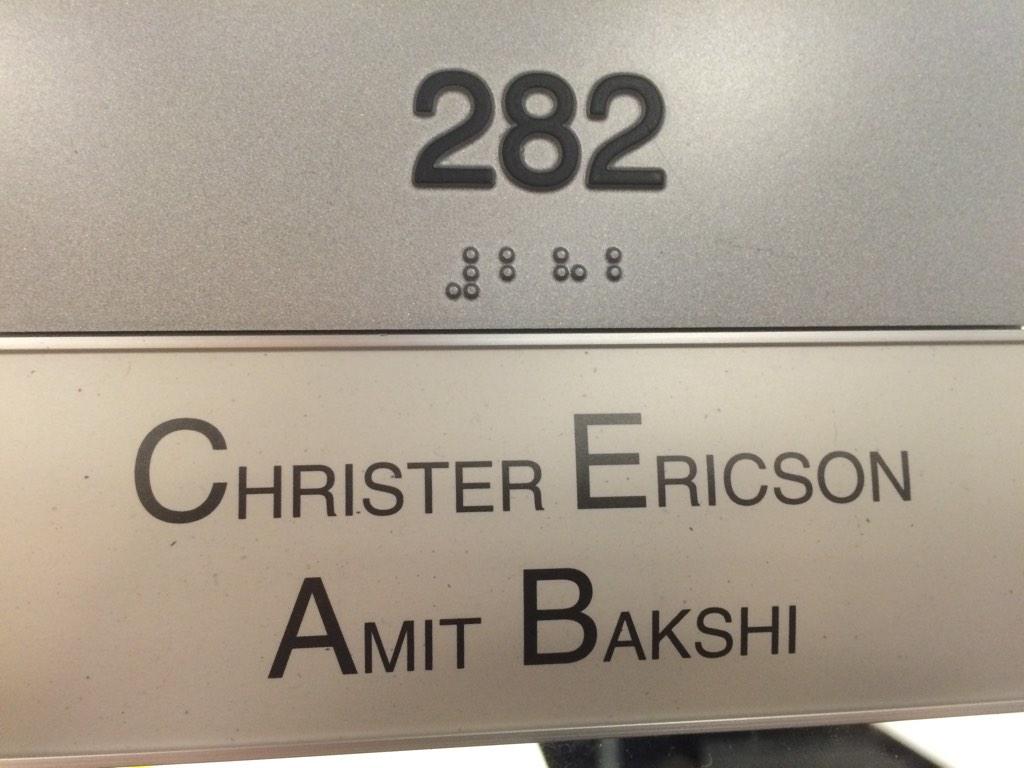 282
⠼⠃⠓⠃
CHRISTER ERICSON
AMIT BAKSHI